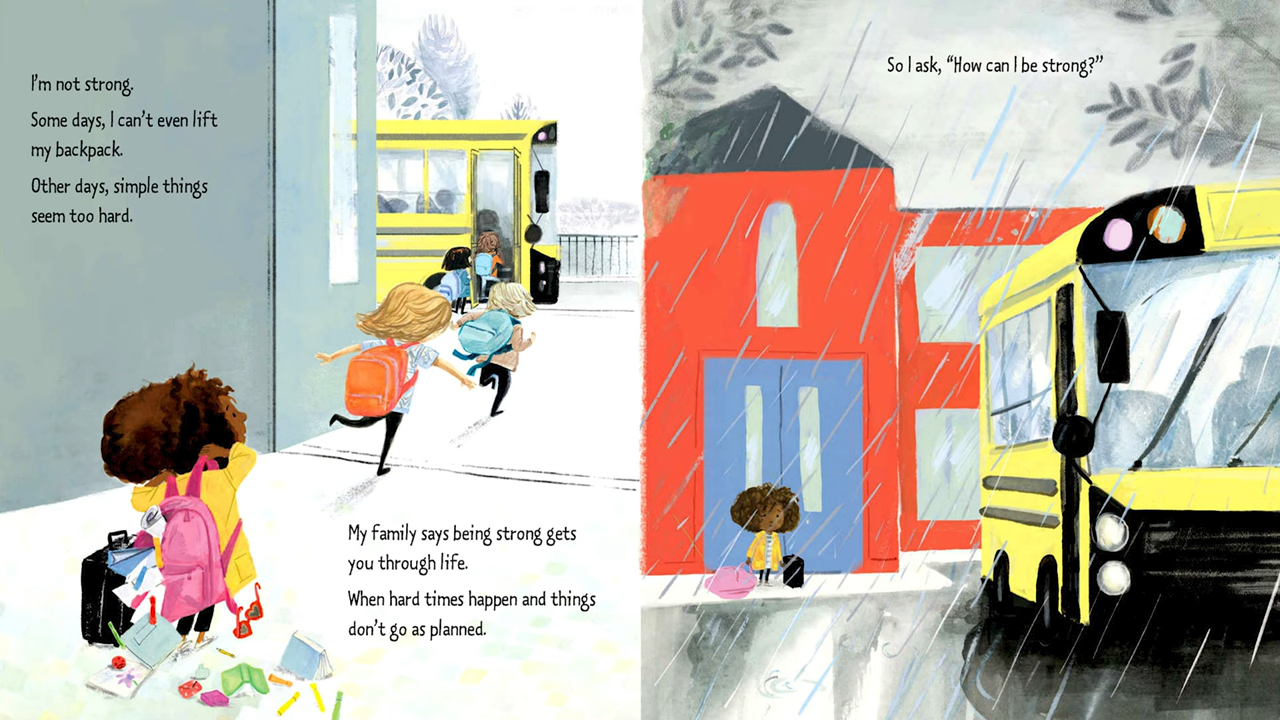 I'm not strong.
Some days, I can't even lift
my backpack.
Other days, simple things
seem too hard.
My family says being strong gets
you through life.
When hard times happen and things
don't go as planned.
So I ask, “How can I be strong?”